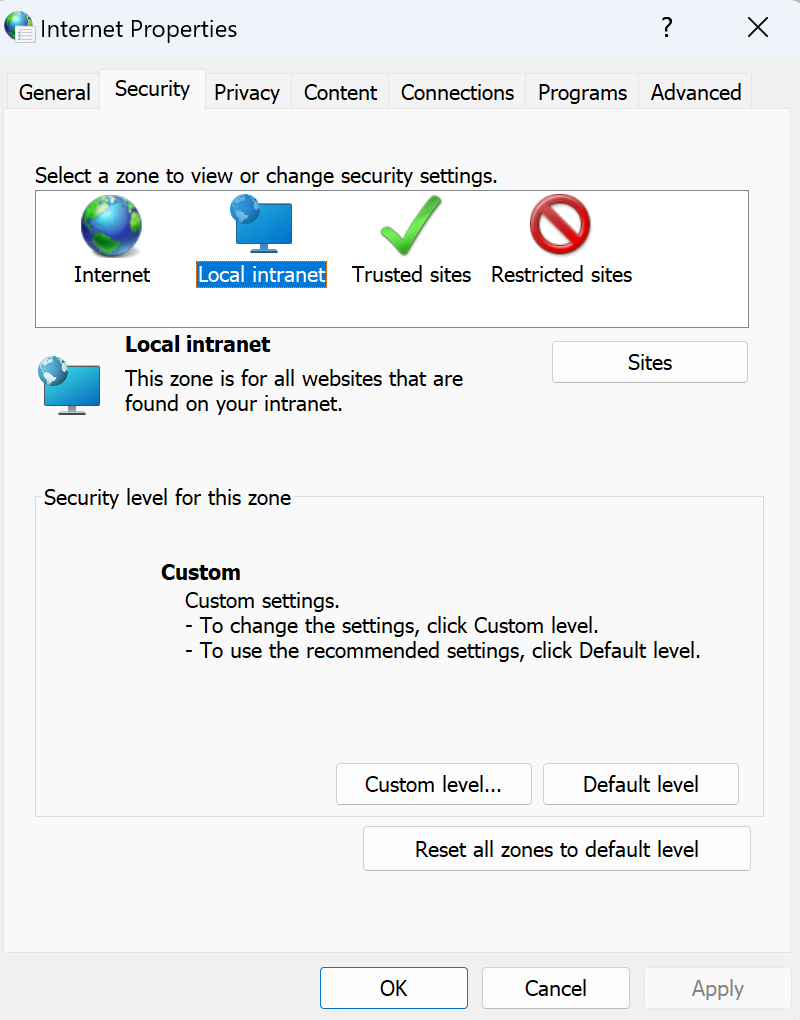 Internet Properties ?
General Security Privacy Content Connections Programs Advanced
Select a zone to view or change security settings.
Internet Local intranet Trusted sites Restricted sites
Local intranet
This zone is for all websites that are
found on your intranet.
Sites
Security level for this zone
Custom
Custom settings.
- To change the settings, click Custom level.
- To use the recommended settings, click Default level.
Custom level... Default level
Reset all zones to default level
OK Cancel Apply